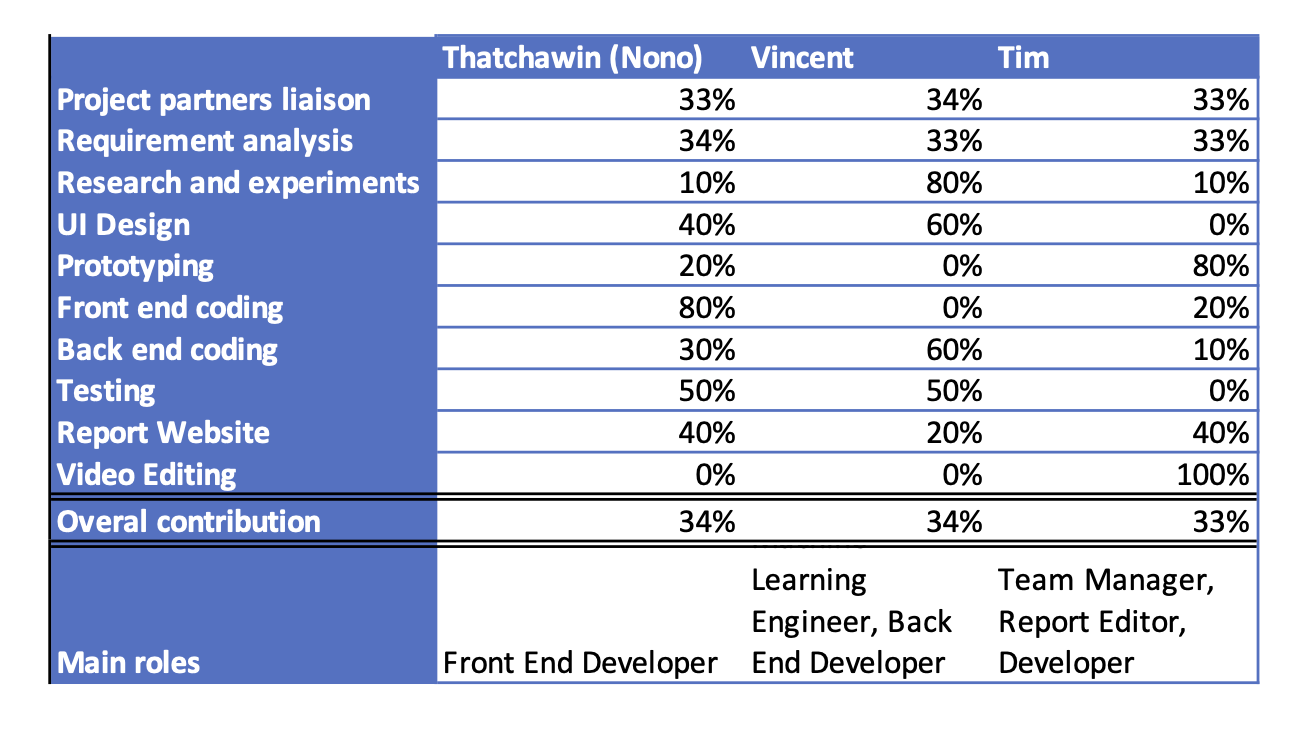 Thatchawin (Nono) Vincent Tim
Project partners liaison 33% 34% 33%
Requirement analysis 34% 33% 33%
Research and experiments 10% 80% 10%
UI Design 40% 60% 0%
Prototyping 20% 0% 80%
Front end coding 80% 0% 20%
Back end coding 30% 60% 10%
Testing 50% 50% 0%
Report Website 40% 20% 40%
Video Editing 0% 0% 100%
Overal contribution 34% 34% 33%
Learning Team Manager,
Engineer, Back Report Editor,
Main roles Front End Developer End Developer Developer